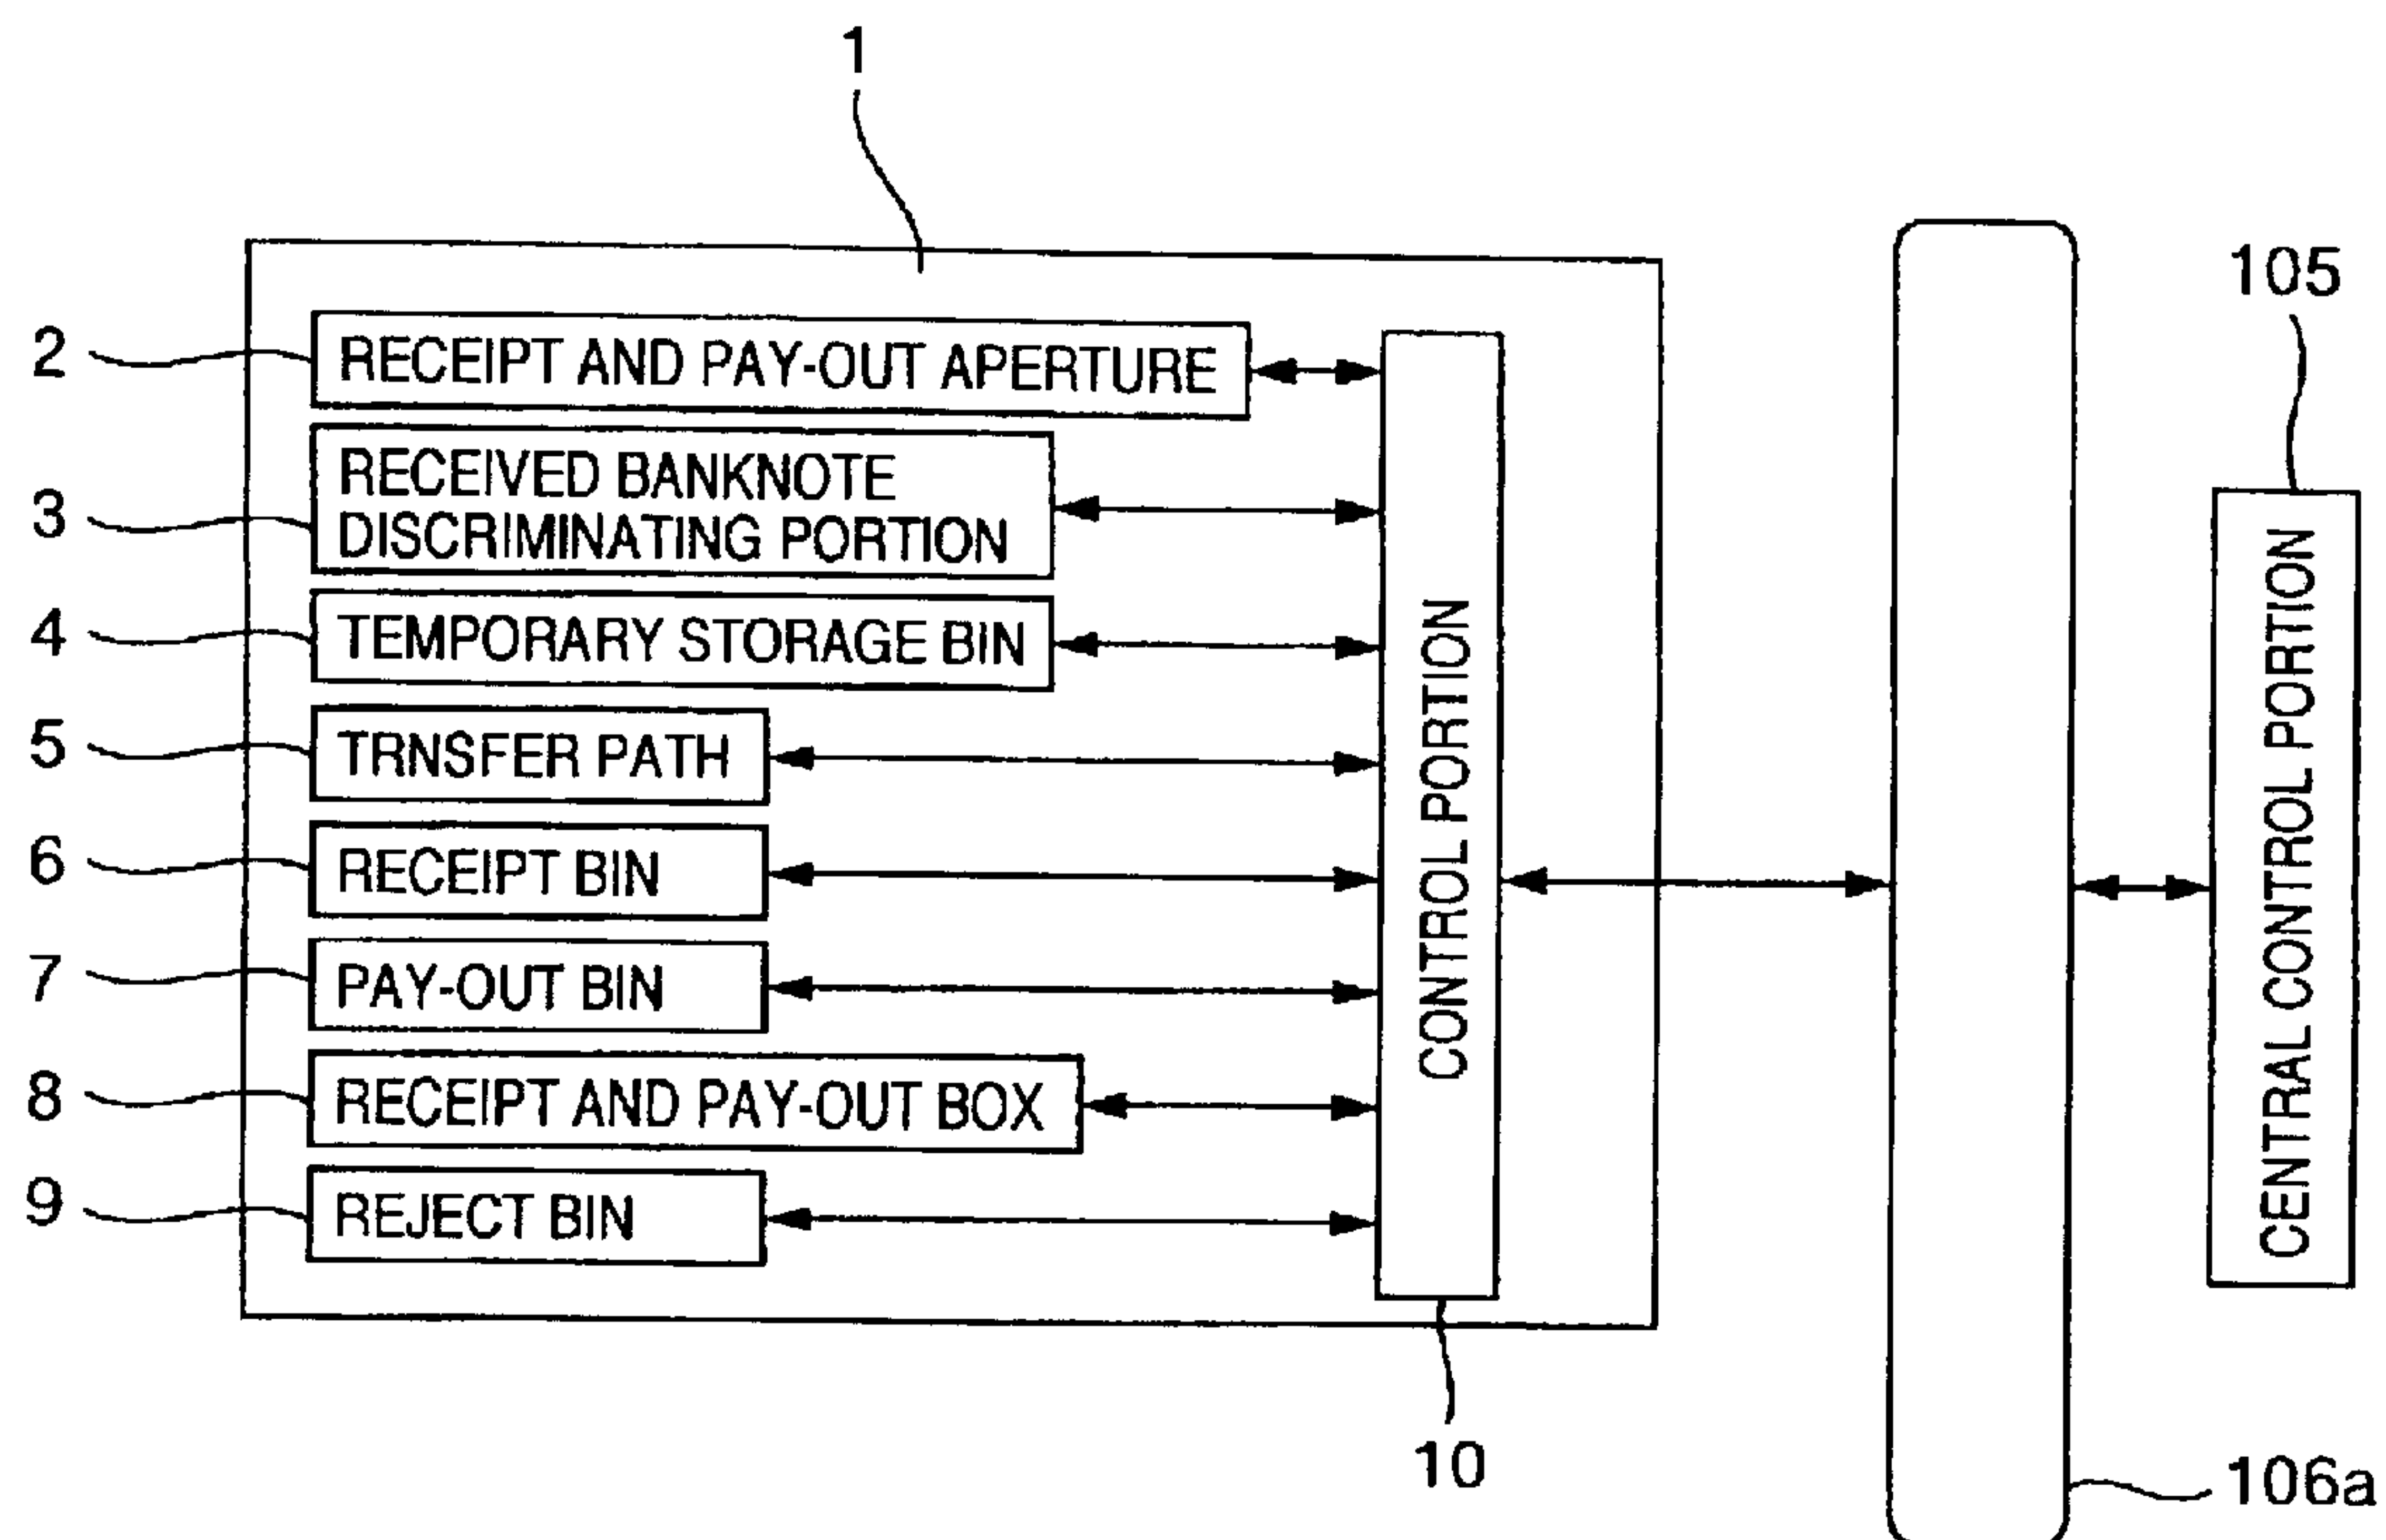 1
105
2 RECEIPT AND PAY-OUT APERTURE
3 RECEIVED BANKNOTE
DISCRIMINATING PORTION
4 TEMPORARY STORAGE BIN
5 TRNSFER PATH
6 RECEIPT BIN
7 PAY-OUT BIN
8 RECEIPT AND PAY-OUT BOX
9 REJECT BIN
CONTROL PORTION
CENTRAL CONTROL PORTION
10
106a